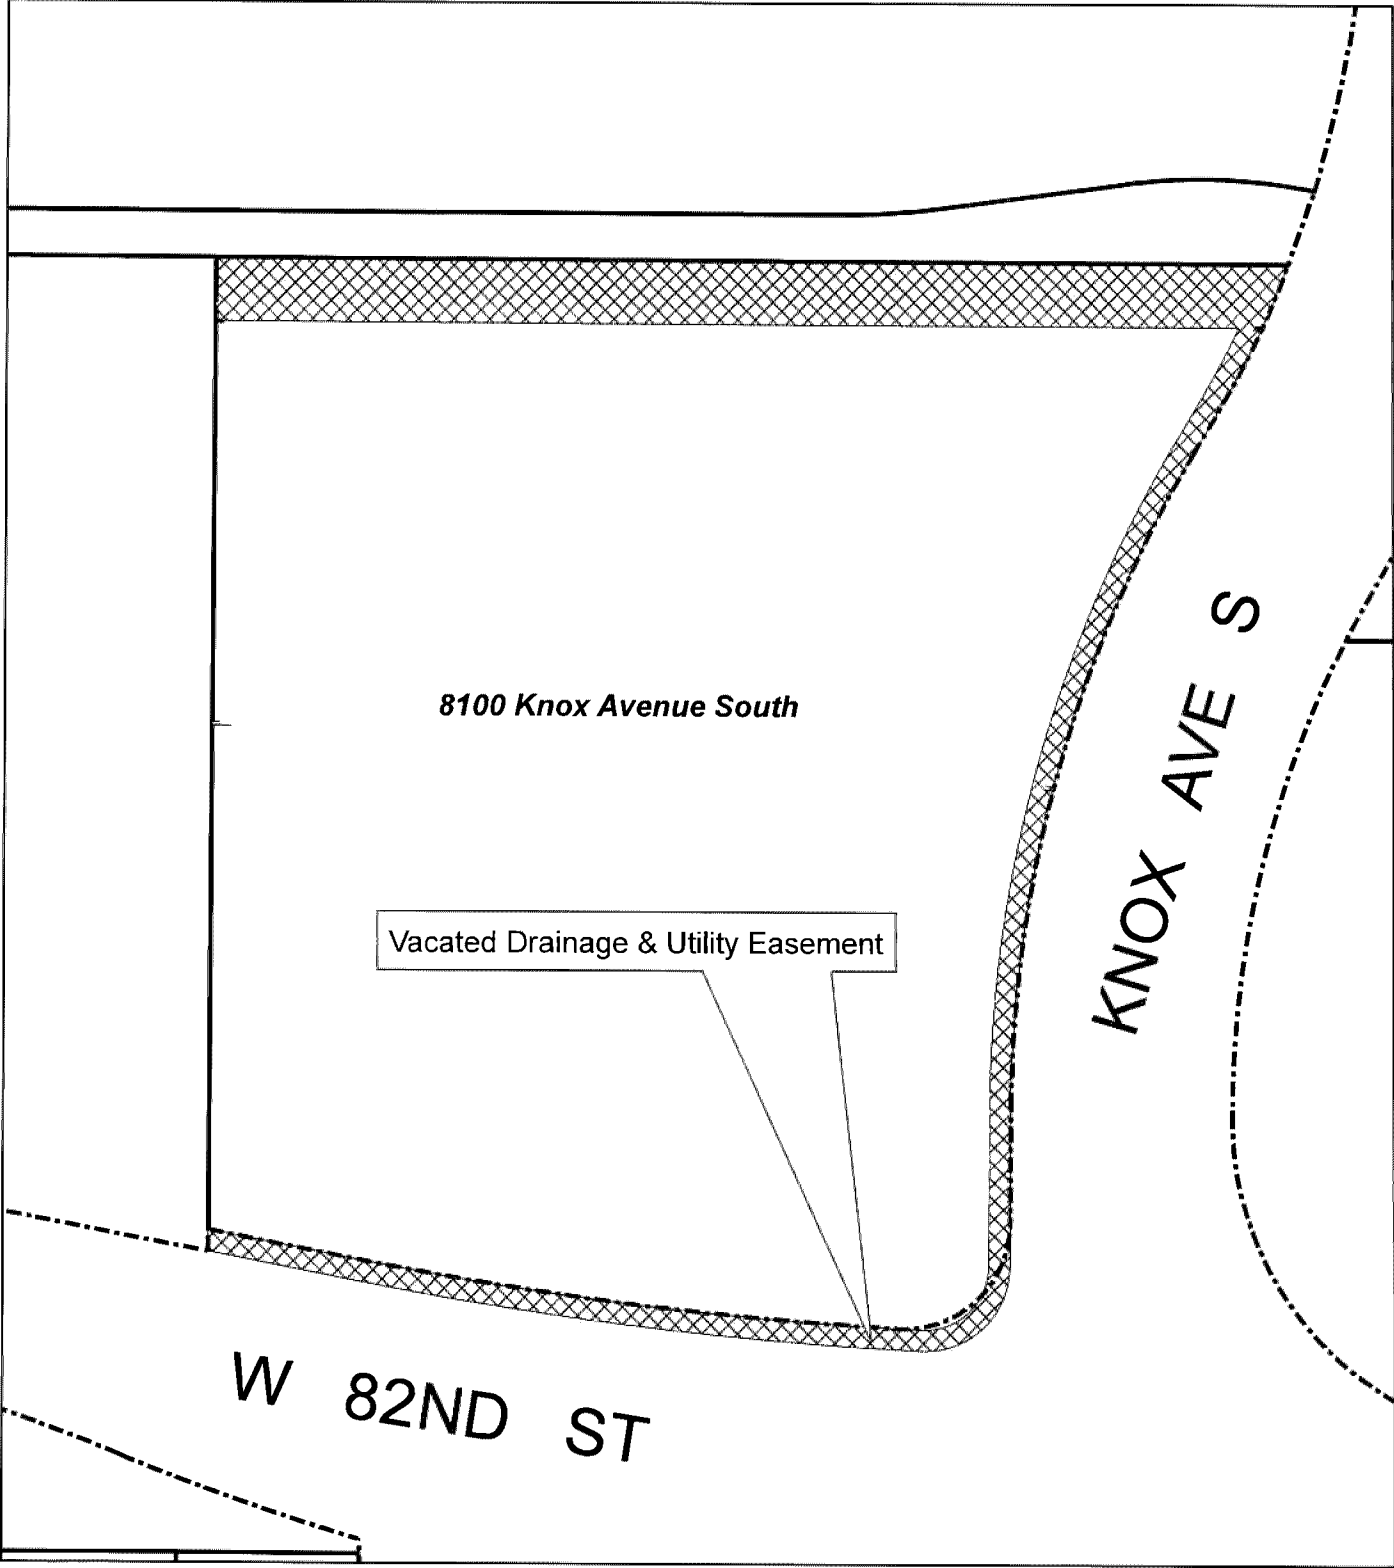 8100 Knox Avenue South
Vacated Drainage & Utility Easement
KNOX AVE S
W 82ND ST